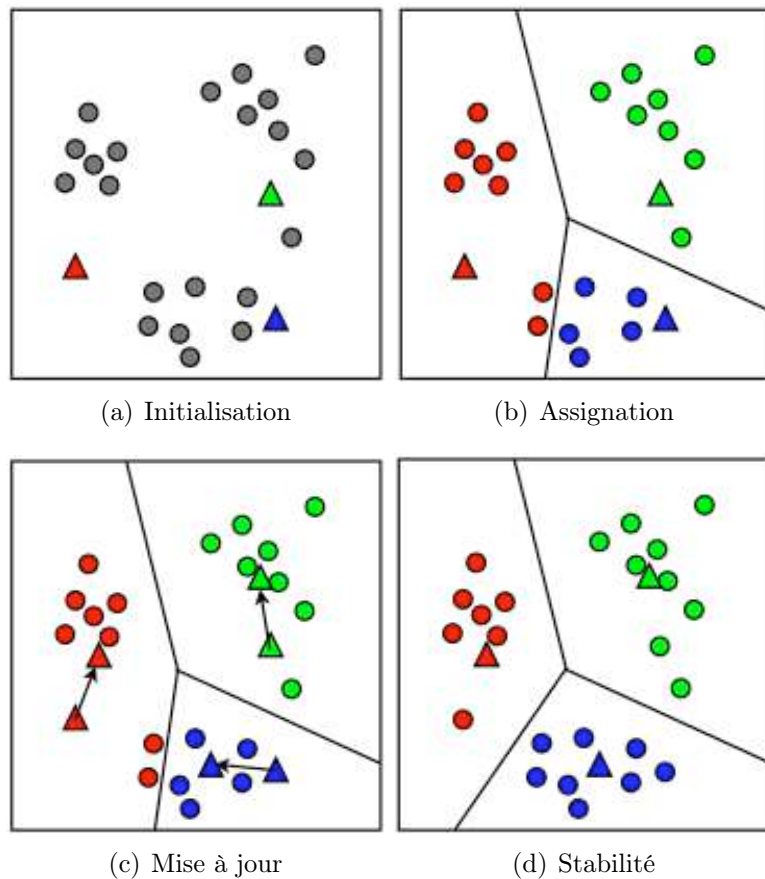 (a) Initialisation
(b) Assignation
(c) Mise à jour
(d) Stabilité